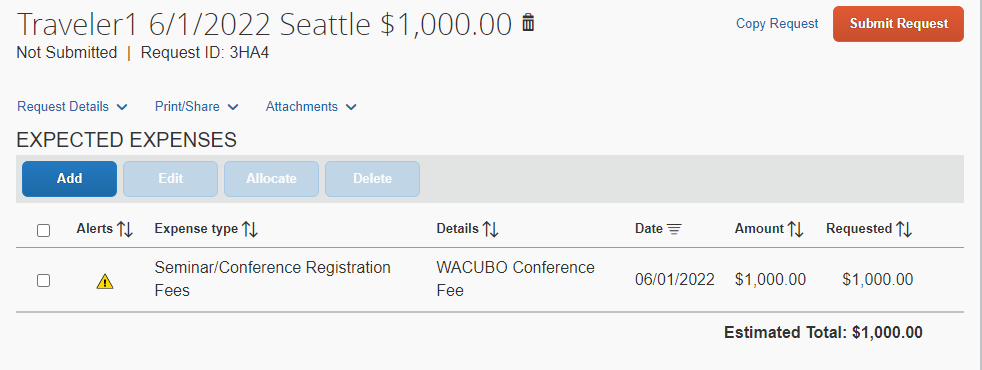 Traveler1 6/1/2022 Seattle $1,000.00
Copy Request
Submit Request
Not Submitted | Request ID: 3HA4
Request Details
Print/Share
Attachments
EXPECTED EXPENSES
Add
Edit
Allocate
Delete
Alerts
Expense type
Details
Date
Amount
Requested
Seminar/Conference Registration
Fees
WACUBO Conference
Fee
06/01/2022
$1,000.00
$1,000.00
Estimated Total: $1,000.00